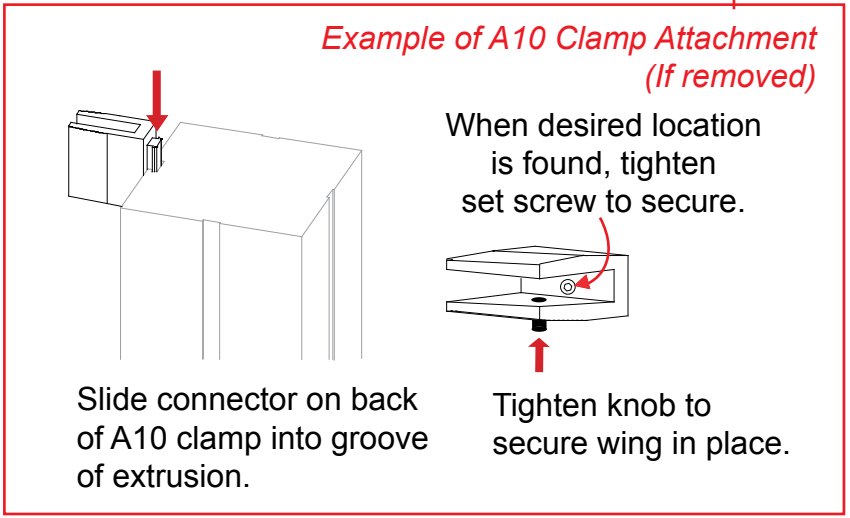 Example of A10 Clamp Attachment
(If removed)
When desired location
is found, tighten
set screw to secure.
Slide connector on back
of A10 clamp into groove
of extrusion.
Tighten knob to
secure wing in place.